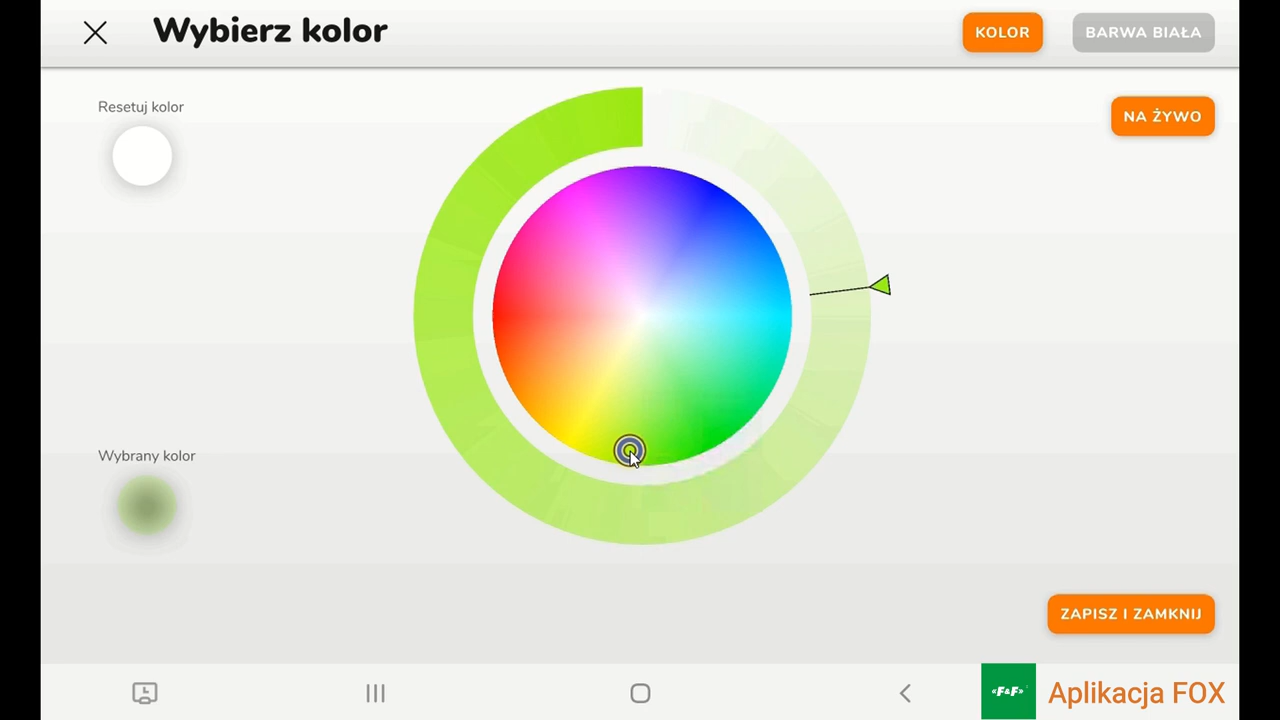 Wybierz kolor
KOLOR
BARWA BIAŁA
Resetuj kolor
NA ŻYWO
Wybrany kolor
ZAPISZ I ZAMKNIJ
«F&F»
Aplikacja FOX